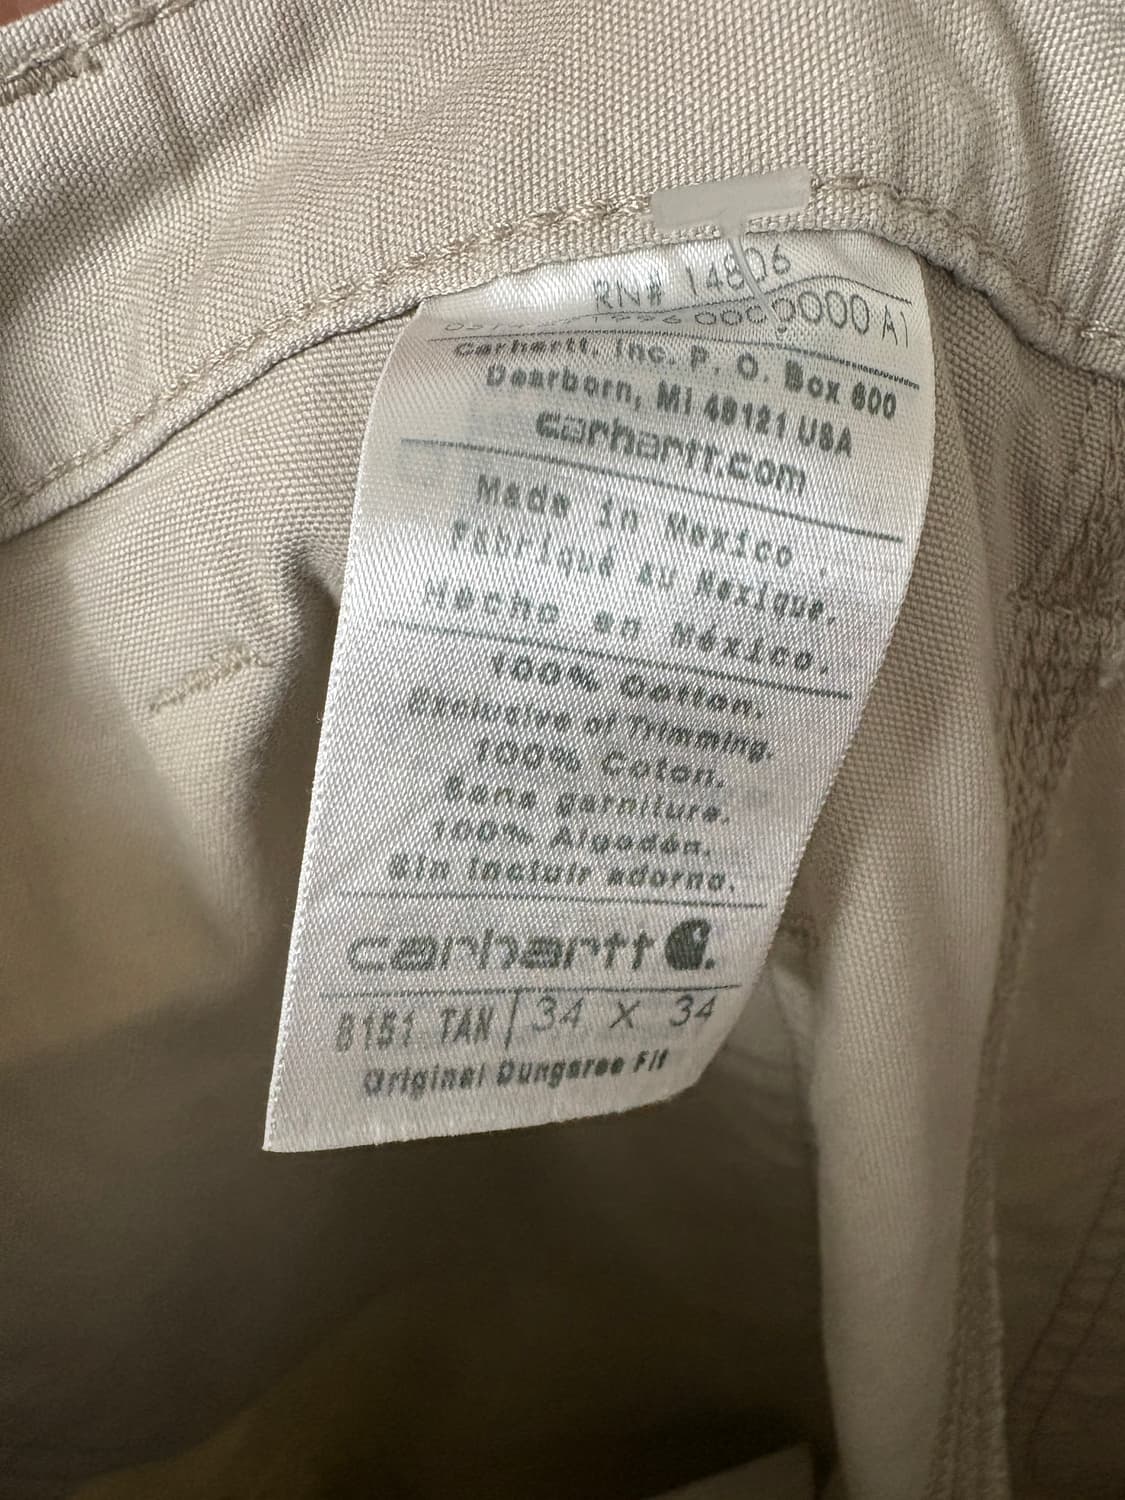 RN# 14806
0000 A1
Carhartt, Inc. P. O. Box 600
Dearborn, MI 48121 USA
carhartt.com
Made in Mexico.
Fabriqué au Mexique.
Hecho en México.
100% Cotton.
Exclusive of Trimming.
100% Coton.
Sans garniture.
100% Algodón.
Sin incluir adorno.
carhartt
B151 TAN 34 X 34
Original Dungaree Fit